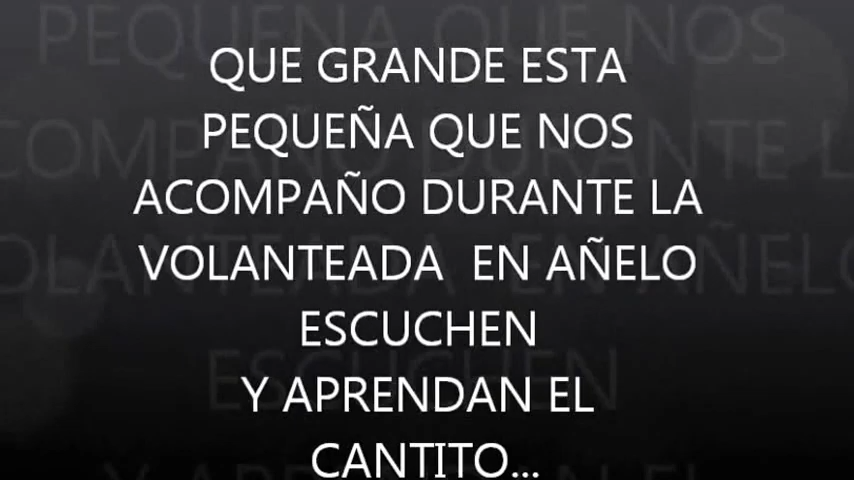 QUE GRANDE ESTA
PEQUEÑA QUE NOS
ACOMPAÑO DURANTE LA
VOLANTEADA  EN AÑELO
ESCUCHEN
Y APRENDAN EL
CANTITO...